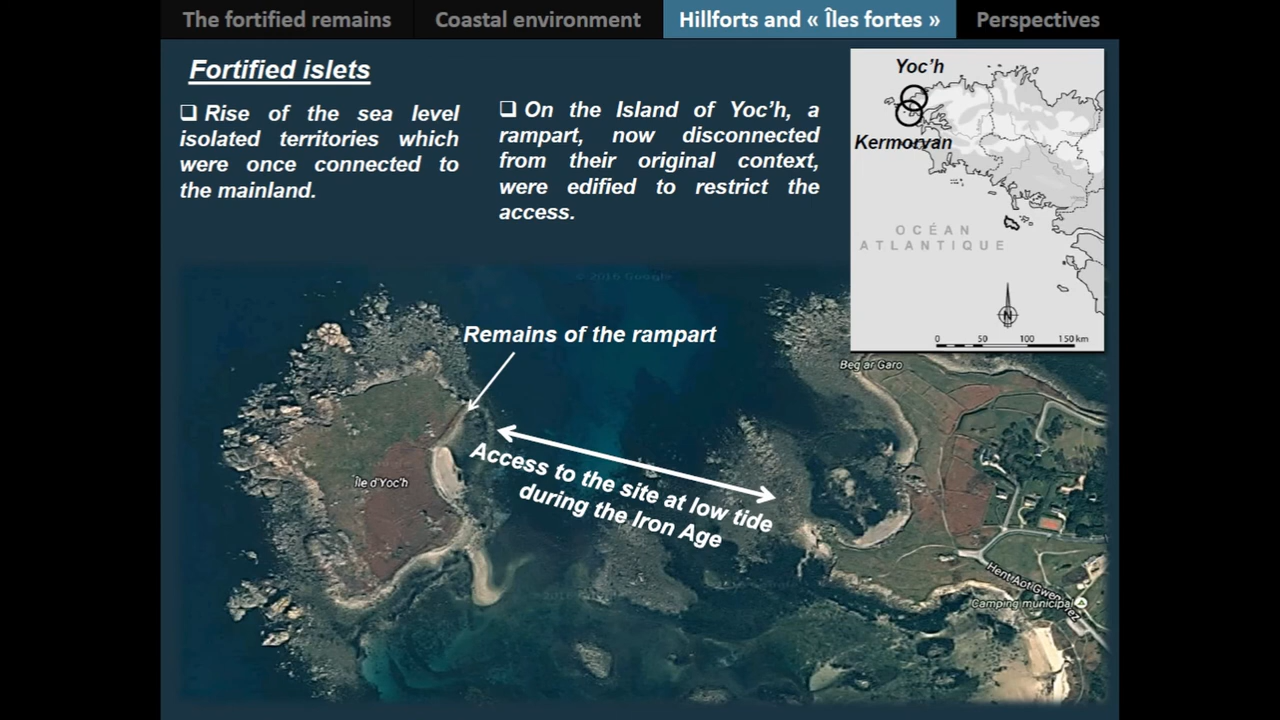 The fortified remains
Coastal environment
Hillforts and « Îles fortes »
Perspectives
Fortified islets
❑ Rise of the sea level
isolated territories which
were once connected to
the mainland.
❑ On the Island of Yoc’h, a
rampart, now disconnected
from their original context,
were edified to restrict the
access.
Yoc’h
Kermorvan
OCÉAN
ATLANTIQUE
N
0 50 100 150 km
© 2016 Google
Remains of the rampart
Beg ar Garo
Access to the site at low tide
during the Iron Age
Île d'Yoc'h
Camping municipal